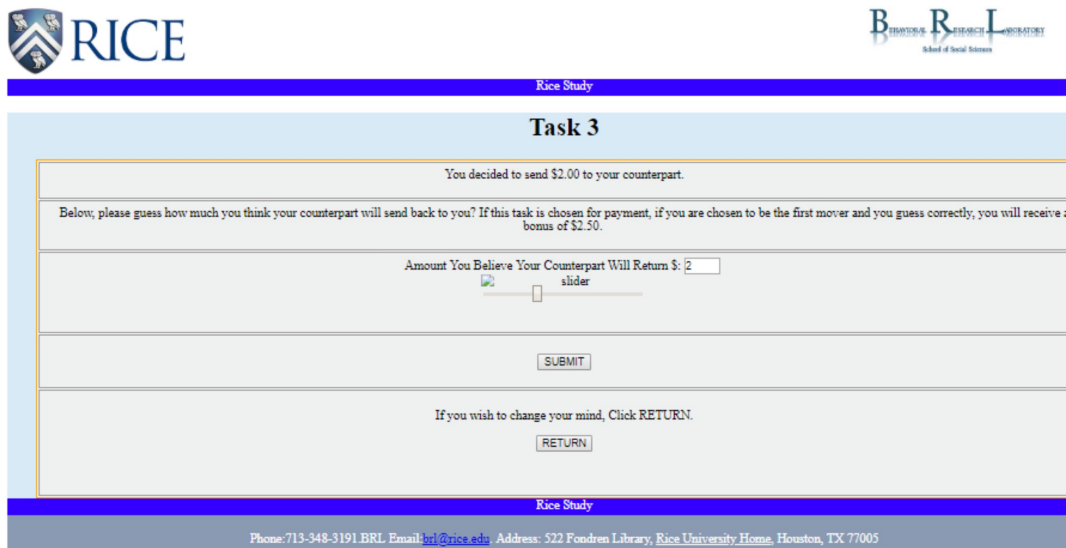 RICE
BEHAVIORAL RESEARCH LABORATORY
School of Social Sciences
Rice Study
Task 3
You decided to send $2.00 to your counterpart.
Below, please guess how much you think your counterpart will send back to you? If this task is chosen for payment, if you are chosen to be the first mover and you guess correctly, you will receive a
bonus of $2.50.
Amount You Believe Your Counterpart Will Return $: 2
slider
SUBMIT
If you wish to change your mind, Click RETURN.
RETURN
Rice Study
Phone:713-348-3191.BRL Email:brl@rice.edu. Address: 522 Fondren Library, Rice University Home, Houston, TX 77005